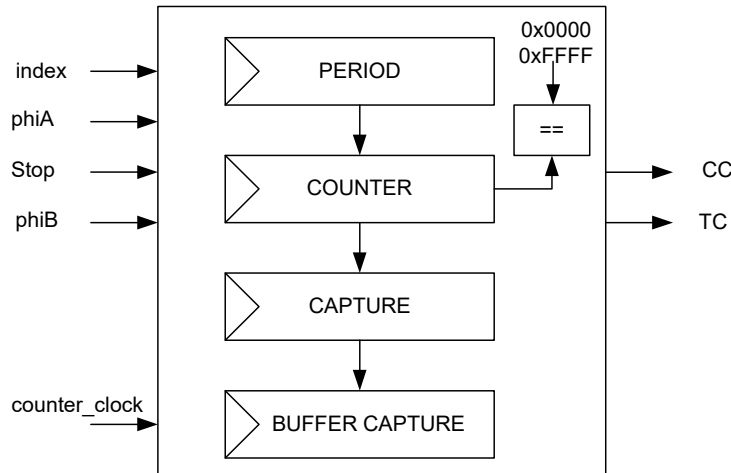 0x0000
0xFFFF
index
PERIOD
phiA
==
Stop
COUNTER
CC
phiB
TC
CAPTURE
counter_clock
BUFFER CAPTURE